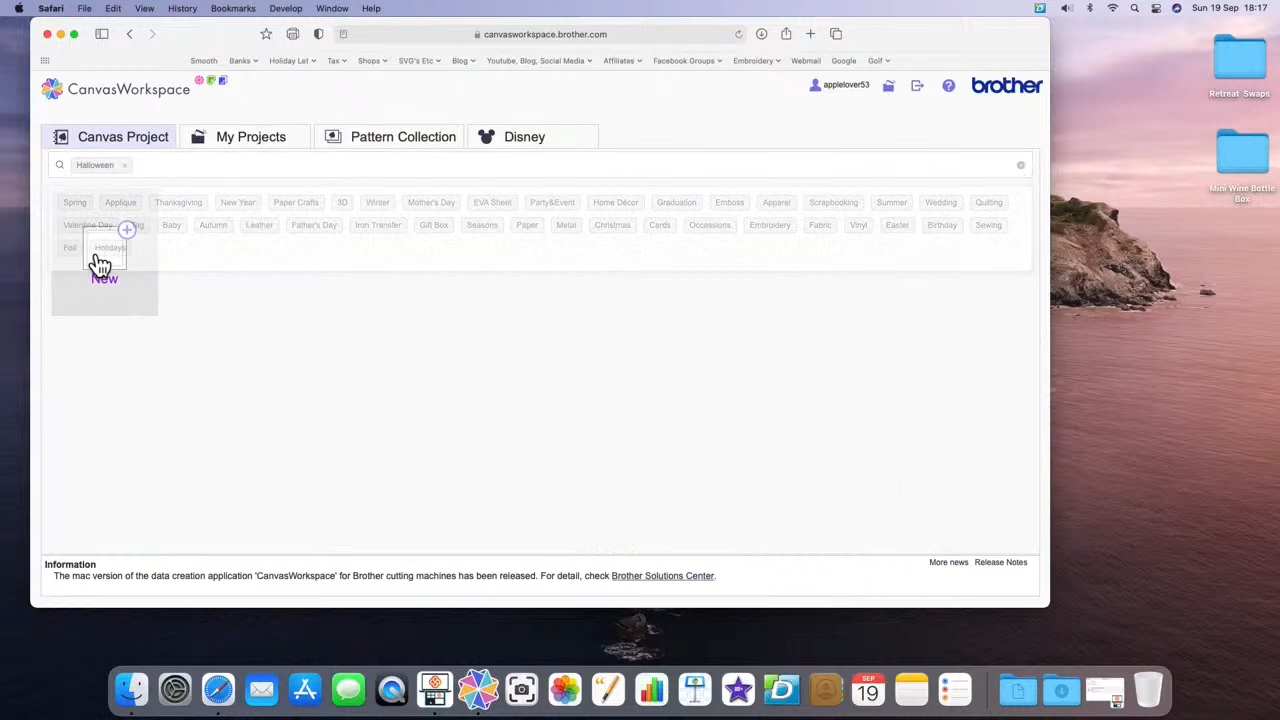 Safari File Edit View History Bookmarks Develop Window Help Sun 19 Sep 18:17
canvasworkspace.brother.com
Smooth Banks Holiday Let Tax Shops SVG's Etc Blog Youtube, Blog, Social Media Affiliates Facebook Groups Embroidery Webmail Google Golf
CanvasWorkspace applelover53 brother
Retreat Swaps
Canvas Project My Projects Pattern Collection Disney
Halloween ×
Mini Wine Bottle
Box
Spring Applique Thanksgiving New Year Paper Crafts 3D Winter Mother's Day EVA Sheet Party&Event Home Décor Graduation Emboss Apparel Scrapbooking Summer Wedding Quilting
Valentine Day Baby Autumn Leather Father's Day Iron Transfer Gift Box Seasons Paper Metal Christmas Cards Occessions Embroidery Fabric Vinyl Easter Birthday Sewing
Foil Holidays
New
Information More news Release Notes
The mac version of the data creation application 'CanvasWorkspace' for Brother cutting machines has been released. For detail, check Brother Solutions Center.
SEP
19